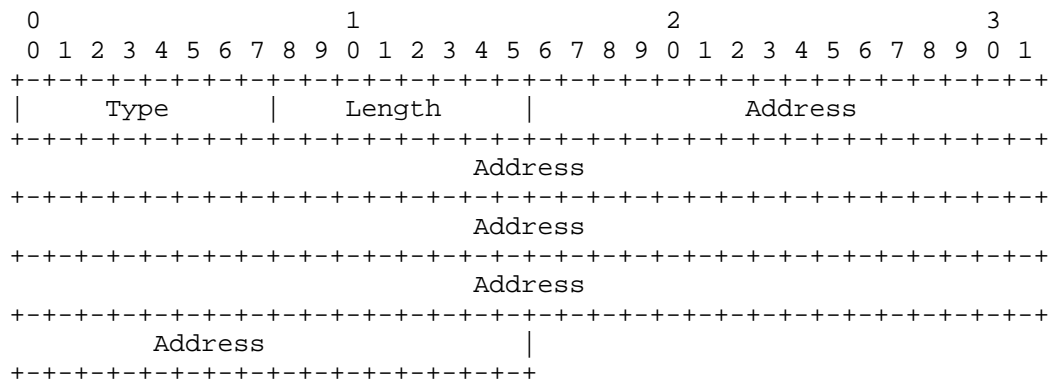 0                   1                   2                   3
 0 1 2 3 4 5 6 7 8 9 0 1 2 3 4 5 6 7 8 9 0 1 2 3 4 5 6 7 8 9 0 1
+-+-+-+-+-+-+-+-+-+-+-+-+-+-+-+-+-+-+-+-+-+-+-+-+-+-+-+-+-+-+-+-+
|     Type      |    Length     |             Address
+-+-+-+-+-+-+-+-+-+-+-+-+-+-+-+-+-+-+-+-+-+-+-+-+-+-+-+-+-+-+-+-+
                             Address
+-+-+-+-+-+-+-+-+-+-+-+-+-+-+-+-+-+-+-+-+-+-+-+-+-+-+-+-+-+-+-+-+
                             Address
+-+-+-+-+-+-+-+-+-+-+-+-+-+-+-+-+-+-+-+-+-+-+-+-+-+-+-+-+-+-+-+-+
                             Address
+-+-+-+-+-+-+-+-+-+-+-+-+-+-+-+-+-+-+-+-+-+-+-+-+-+-+-+-+-+-+-+-+
         Address                |
+-+-+-+-+-+-+-+-+-+-+-+-+-+-+-+-+